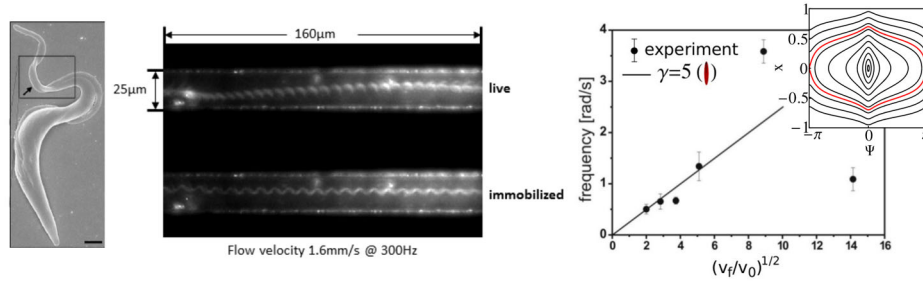 160μm
25μm
live
immobilized
Flow velocity 1.6mm/s @ 300Hz
frequency [rad/s]
4
3
2
1
0
experiment
γ=5 ( )
0 2 4 6 8 10 12 14 16
(v_f/v_0)^{1/2}
x
1
0.5
0
−0.5
−1
−π 0
Ψ